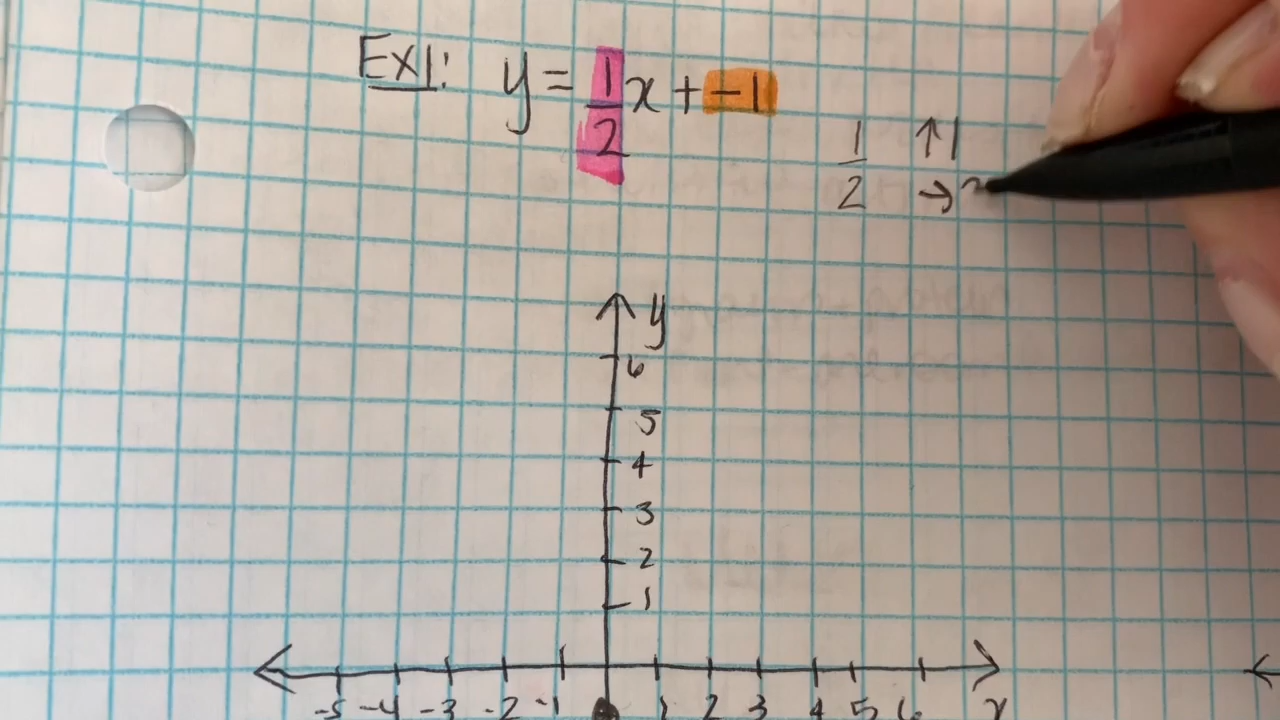 Ex1: y = 1/2 x + -1
1/2 ↑1
→
y
6
5
4
3
2
1
-5 -4 -3 -2 -1 1 2 3 4 5 6 x